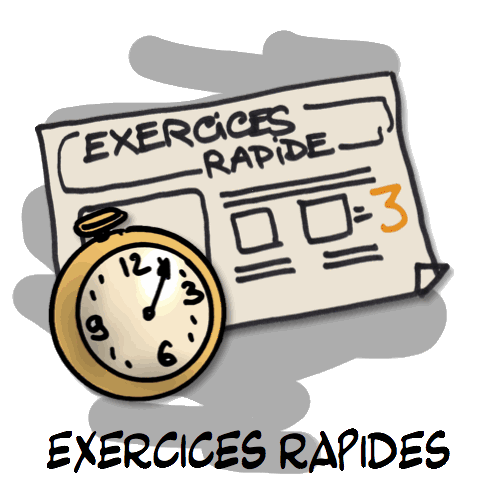 EXERCICES
RAPIDE
= 3
12
3
9
6
EXERCICES RAPIDES